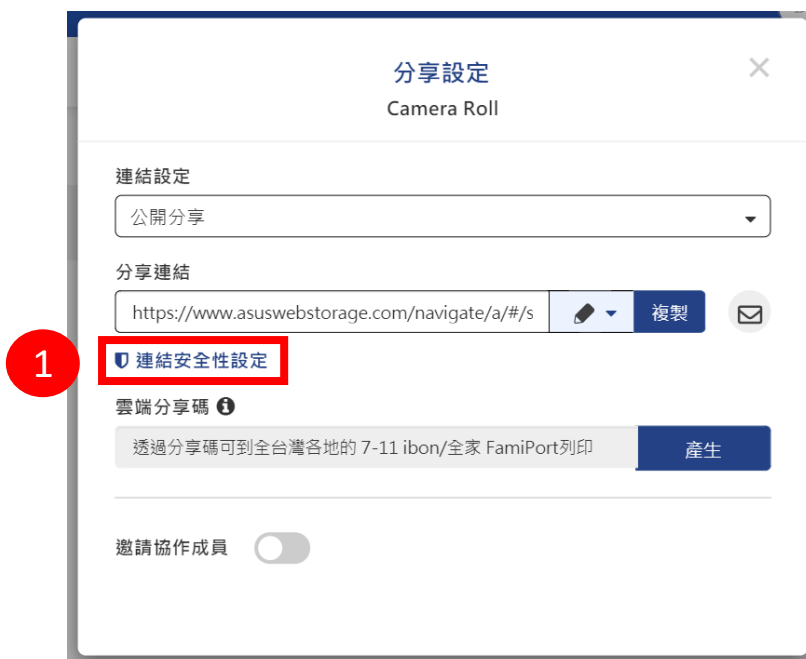 分享設定
Camera Roll
連結設定
公開分享
分享連結
https://www.asuswebstorage.com/navigate/a/#/s
複製
1
連結安全性設定
雲端分享碼
透過分享碼可到全台灣各地的 7-11 ibon/全家 FamiPort列印
產生
邀請協作成員